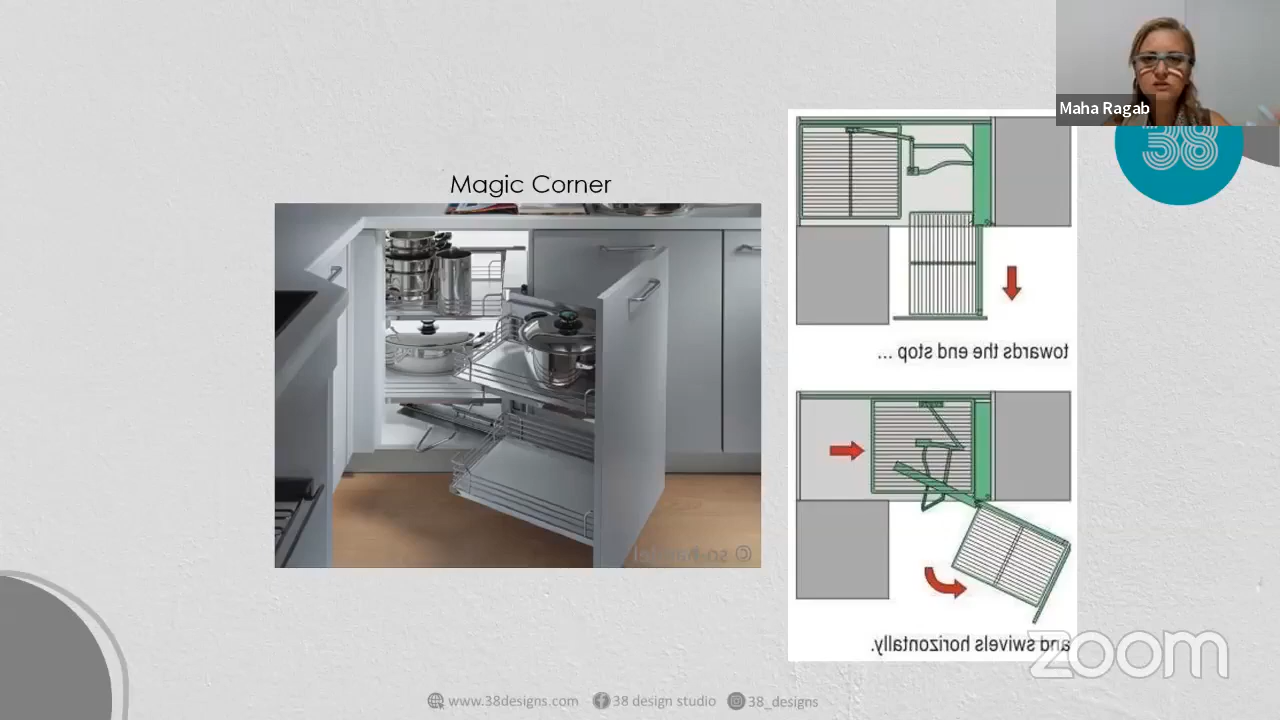 Maha Ragab
38
Magic Corner
towards the end stop ...
and swivels horizontally.
zoom
www.38designs.com 38 design studio 38_designs